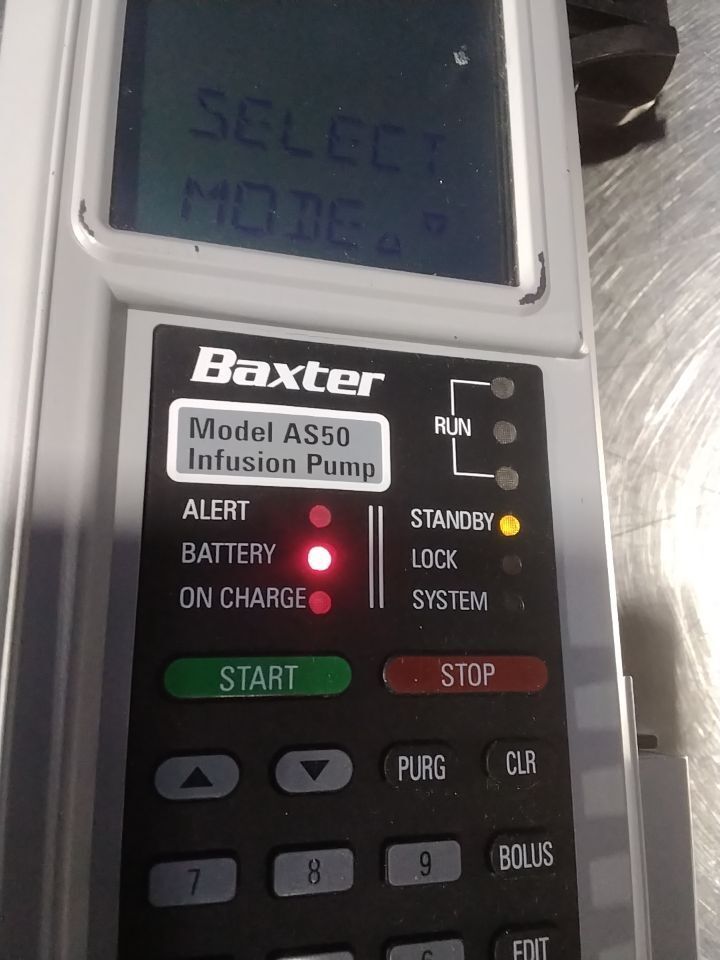 SELECT
MODE.
Baxter
Model AS50
Infusion Pump
RUN
ALERT
BATTERY
ON CHARGE
STANDBY
LOCK
SYSTEM
START
STOP
PURG
CLR
7
8
9
BOLUS
6
EDIT